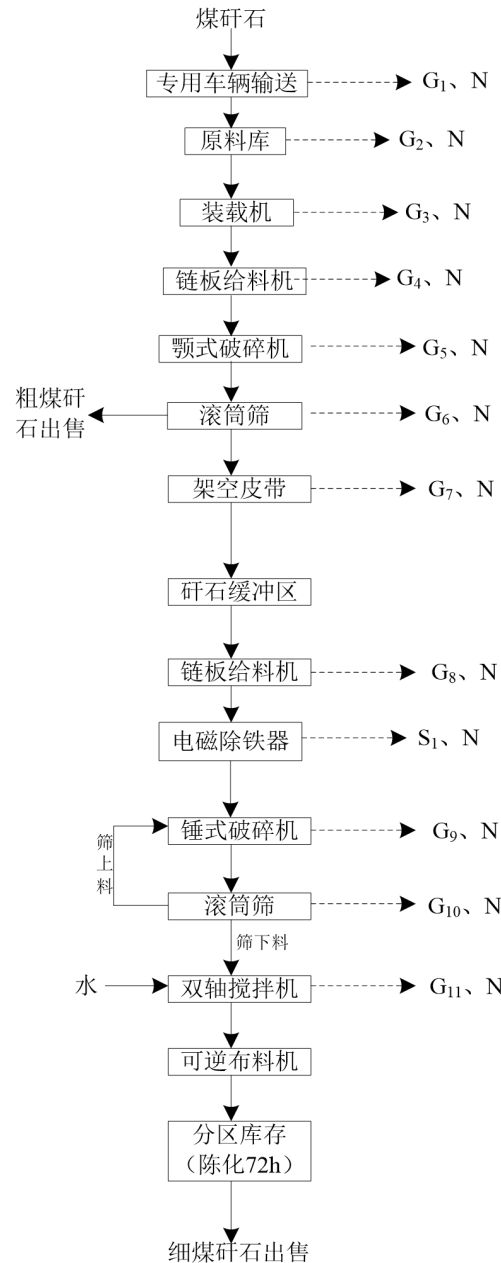 煤矸石
专用车辆输送
G₁、N
原料库
G₂、N
装载机
G₃、N
链板给料机
G₄、N
颚式破碎机
G₅、N
粗煤矸
石出售
滚筒筛
G₆、N
架空皮带
G₇、N
矸石缓冲区
链板给料机
G₈、N
电磁除铁器
S₁、N
筛
上
料
锤式破碎机
G₉、N
滚筒筛
G₁₀、N
筛下料
水
双轴搅拌机
G₁₁、N
可逆布料机
分区库存
（陈化72h）
细煤矸石出售